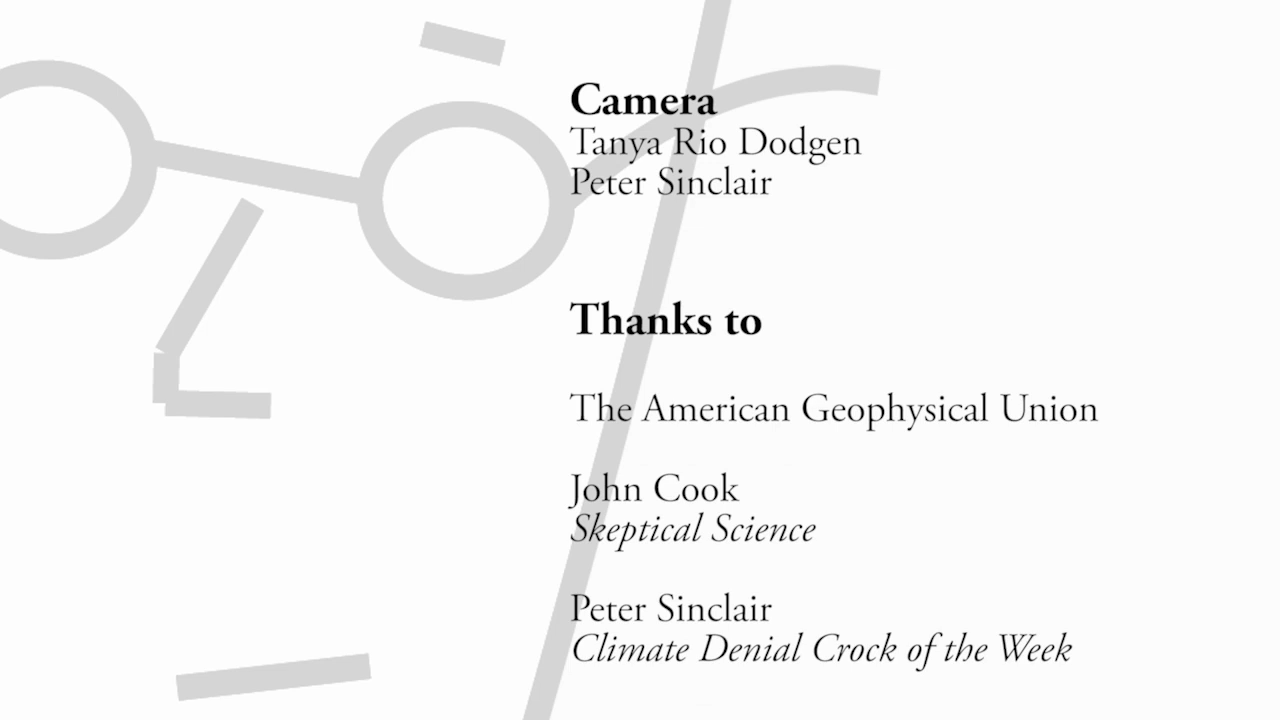 Camera
Tanya Rio Dodgen
Peter Sinclair
Thanks to
The American Geophysical Union
John Cook
Skeptical Science
Peter Sinclair
Climate Denial Crock of the Week